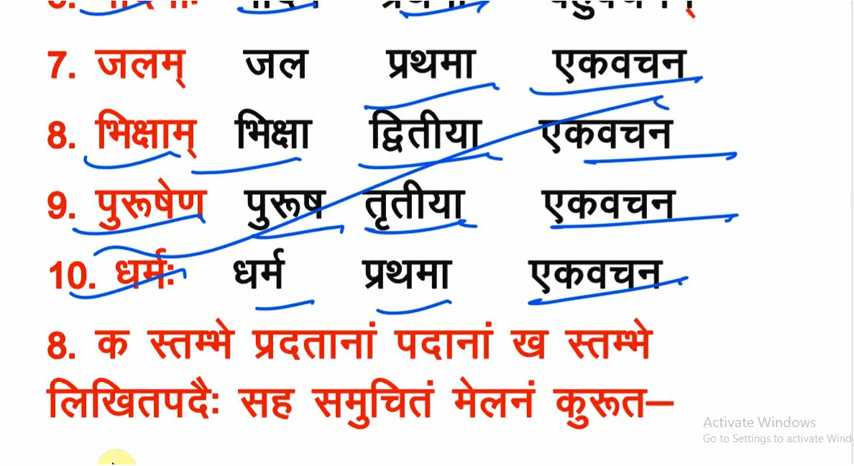 7. जलम् जल प्रथमा एकवचन
8. भिक्षाम् भिक्षा द्वितीया एकवचन
9. पुरूषेण पुरूष तृतीया एकवचन
10. धर्मः धर्म प्रथमा एकवचन
8. क स्तम्भे प्रदतानां पदानां ख स्तम्भे
लिखितपदैः सह समुचितं मेलनं कुरूत–
Activate Windows
Go to Settings to activate Wind